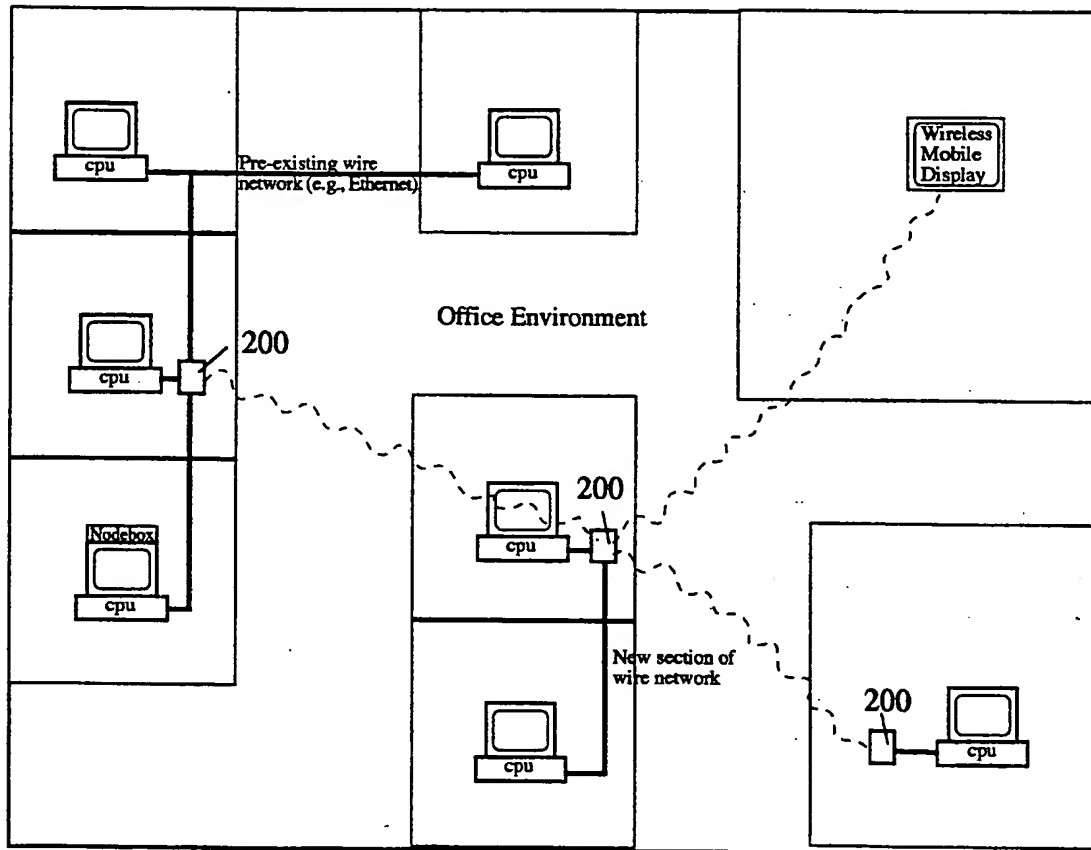 cpu
Pre-existing wire
network (e.g., Ethernet)
cpu
Wireless
Mobile
Display
Office Environment
200
cpu
200
cpu
Nodebox
cpu
New section of
wire network
200
cpu
cpu